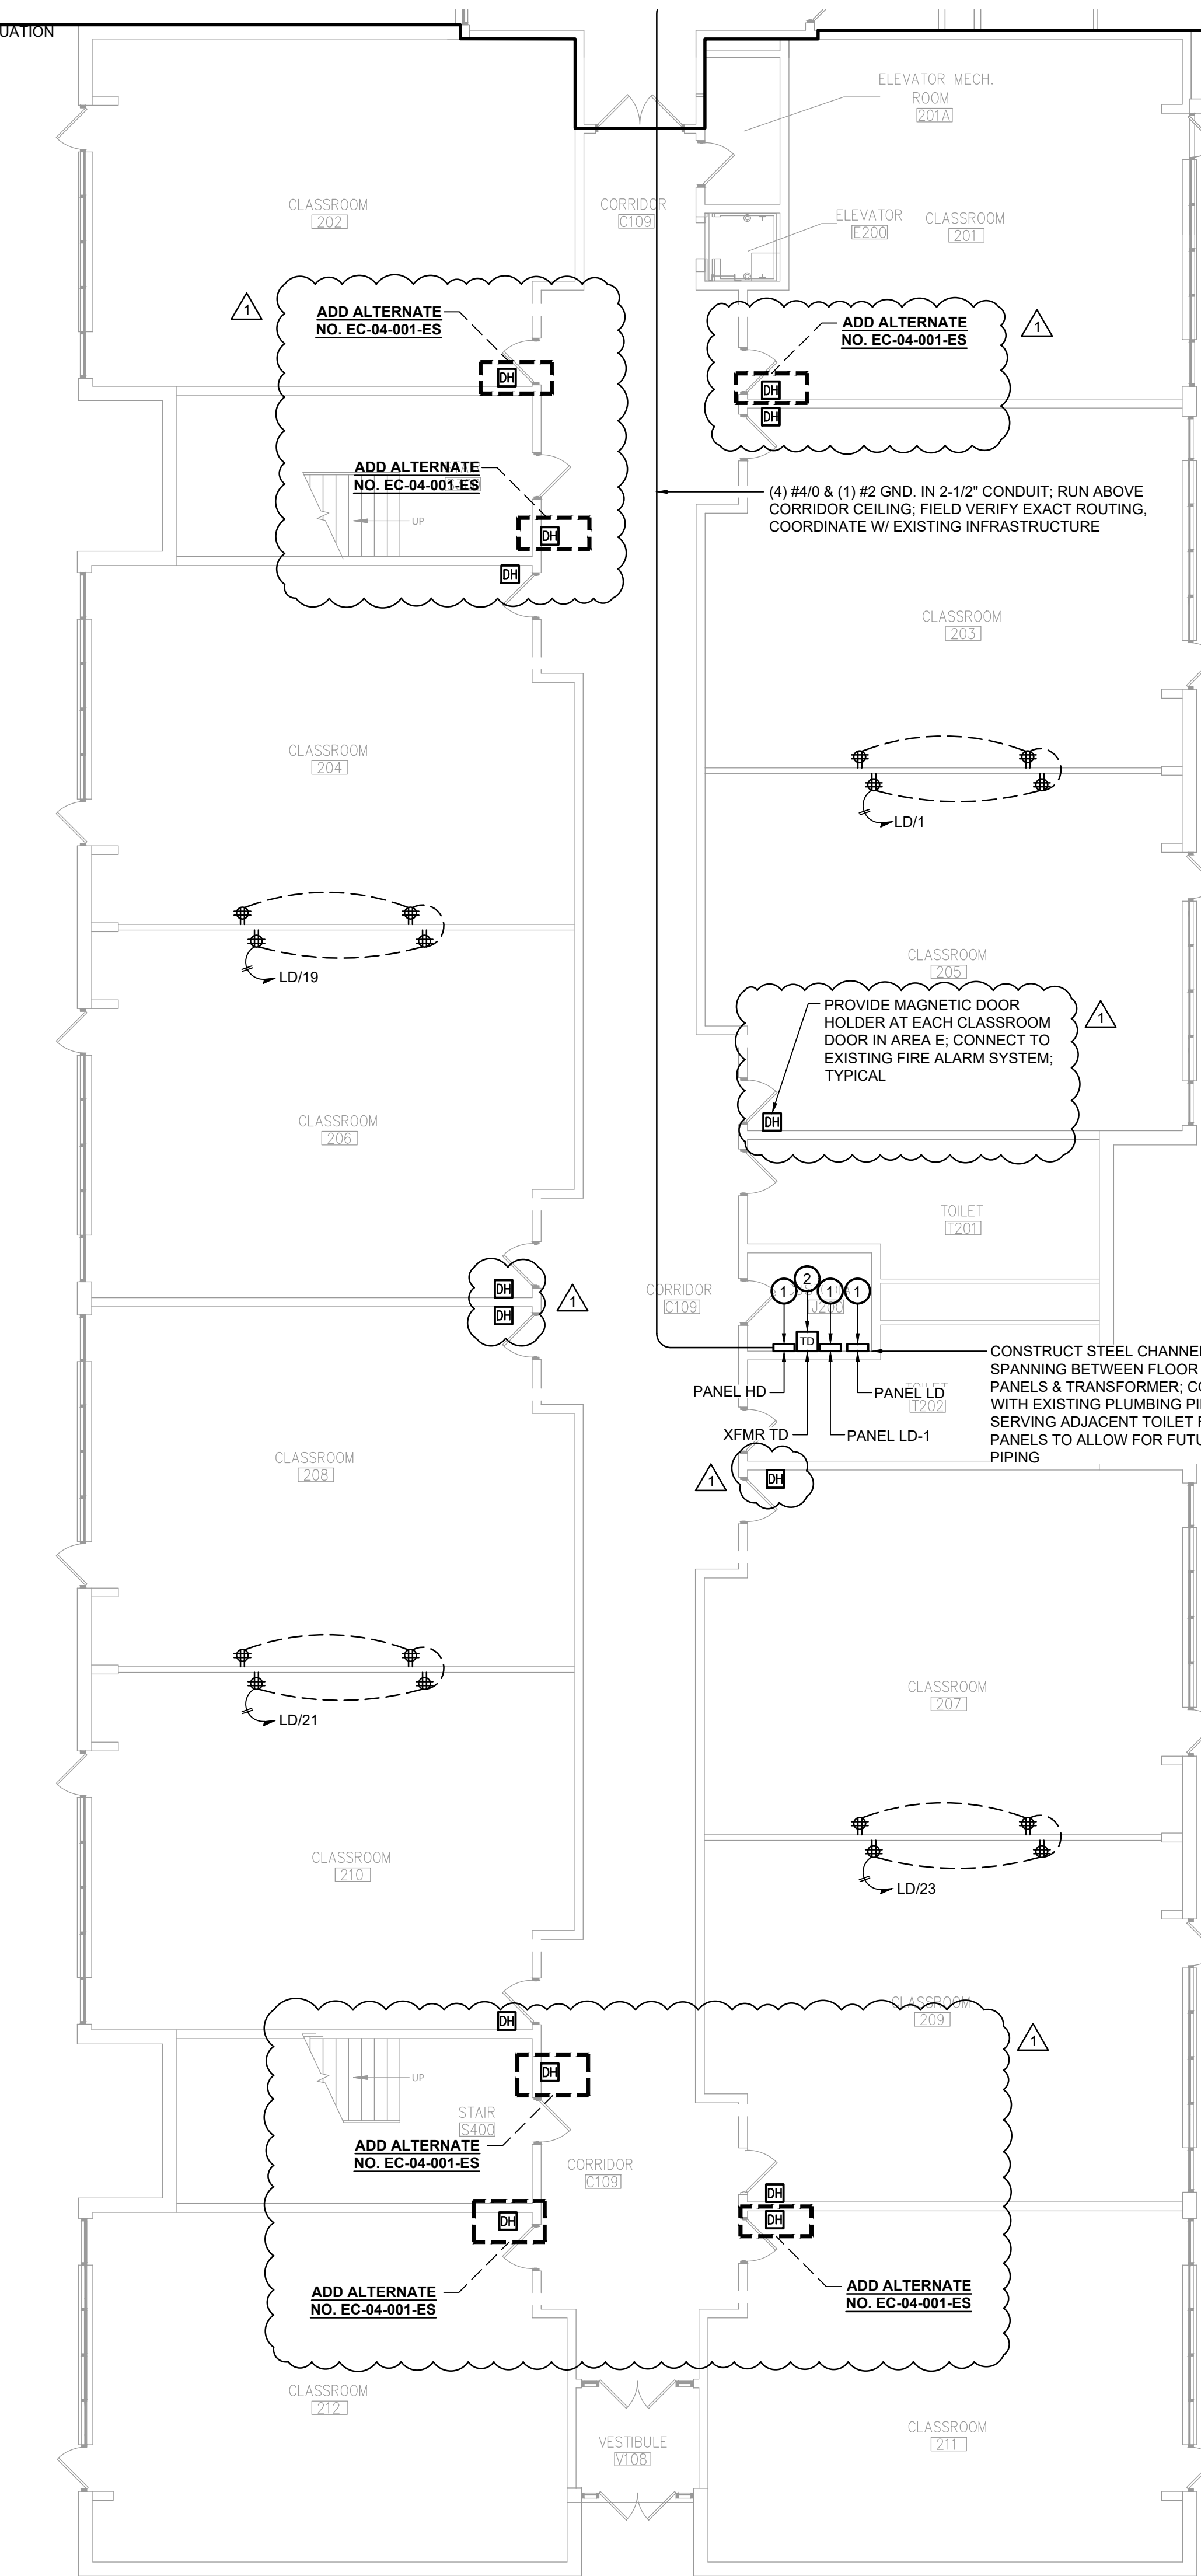 UATION
ELEVATOR MECH.
ROOM
201A
CLASSROOM
202
CORRIDOR
C109
ELEVATOR
E200
CLASSROOM
201
1
ADD ALTERNATE
NO. EC-04-001-ES
DH
ADD ALTERNATE
NO. EC-04-001-ES
1
DH
DH
ADD ALTERNATE
NO. EC-04-001-ES
UP
DH
DH
(4) #4/0 & (1) #2 GND. IN 2-1/2" CONDUIT; RUN ABOVE
CORRIDOR CEILING; FIELD VERIFY EXACT ROUTING,
COORDINATE W/ EXISTING INFRASTRUCTURE
CLASSROOM
203
CLASSROOM
204
LD/1
LD/19
CLASSROOM
205
PROVIDE MAGNETIC DOOR
HOLDER AT EACH CLASSROOM
DOOR IN AREA E; CONNECT TO
EXISTING FIRE ALARM SYSTEM;
TYPICAL
1
DH
CLASSROOM
206
TOILET
T201
DH
DH
1
CORRIDOR
C109
1
2
1
1
J200
TD
PANEL HD
PANEL LD
XFMR TD
PANEL LD-1
TOILET
T202
CONSTRUCT STEEL CHANNEL
SPANNING BETWEEN FLOOR
PANELS & TRANSFORMER; CO
WITH EXISTING PLUMBING PI
SERVING ADJACENT TOILET
PANELS TO ALLOW FOR FUTU
PIPING
CLASSROOM
208
1
DH
CLASSROOM
207
LD/21
CLASSROOM
210
LD/23
CLASSROOM
209
1
DH
UP
DH
STAIR
S400
ADD ALTERNATE
NO. EC-04-001-ES
CORRIDOR
C109
DH
DH
DH
ADD ALTERNATE
NO. EC-04-001-ES
ADD ALTERNATE
NO. EC-04-001-ES
CLASSROOM
212
VESTIBULE
V108
CLASSROOM
211